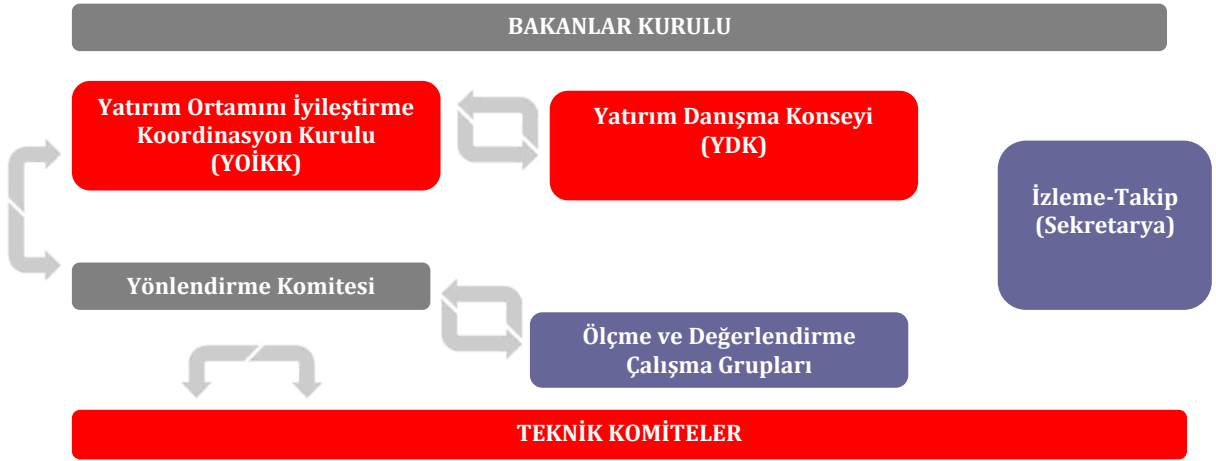 BAKANLAR KURULU
Yatırım Ortamını İyileştirme
Koordinasyon Kurulu
(YOİKK)
Yatırım Danışma Konseyi
(YDK)
İzleme-Takip
(Sekretarya)
Yönlendirme Komitesi
Ölçme ve Değerlendirme
Çalışma Grupları
TEKNİK KOMİTELER